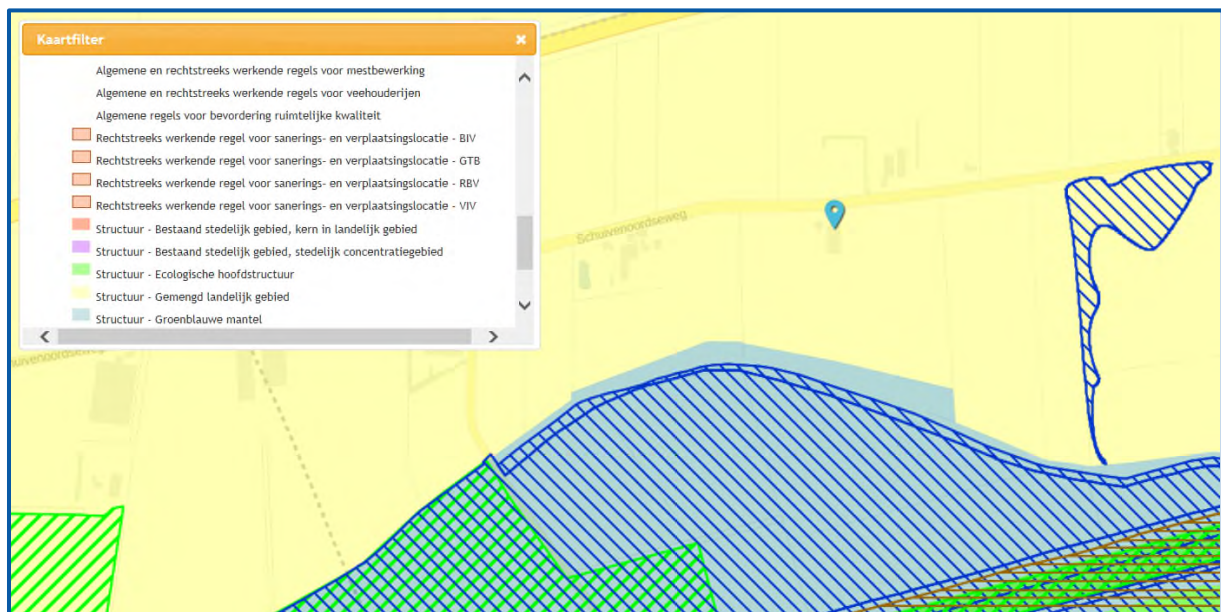 Kaartfilter
Algemene en rechtstreeks werkende regels voor mestbewerking
Algemene en rechtstreeks werkende regels voor veehouderijen
Algemene regels voor bevordering ruimtelijke kwaliteit
Rechtstreeks werkende regel voor sanerings- en verplaatsingslocatie - BIV
Rechtstreeks werkende regel voor sanerings- en verplaatsingslocatie - GTB
Rechtstreeks werkende regel voor sanerings- en verplaatsingslocatie - RBV
Rechtstreeks werkende regel voor sanerings- en verplaatsingslocatie - VIV
Structuur - Bestaand stedelijk gebied, kern in landelijk gebied
Structuur - Bestaand stedelijk gebied, stedelijk concentratiegebied
Structuur - Ecologische hoofdstructuur
Structuur - Gemengd landelijk gebied
Structuur - Groenblauwe mantel
Schuivenoordseweg
huivenoordseweg